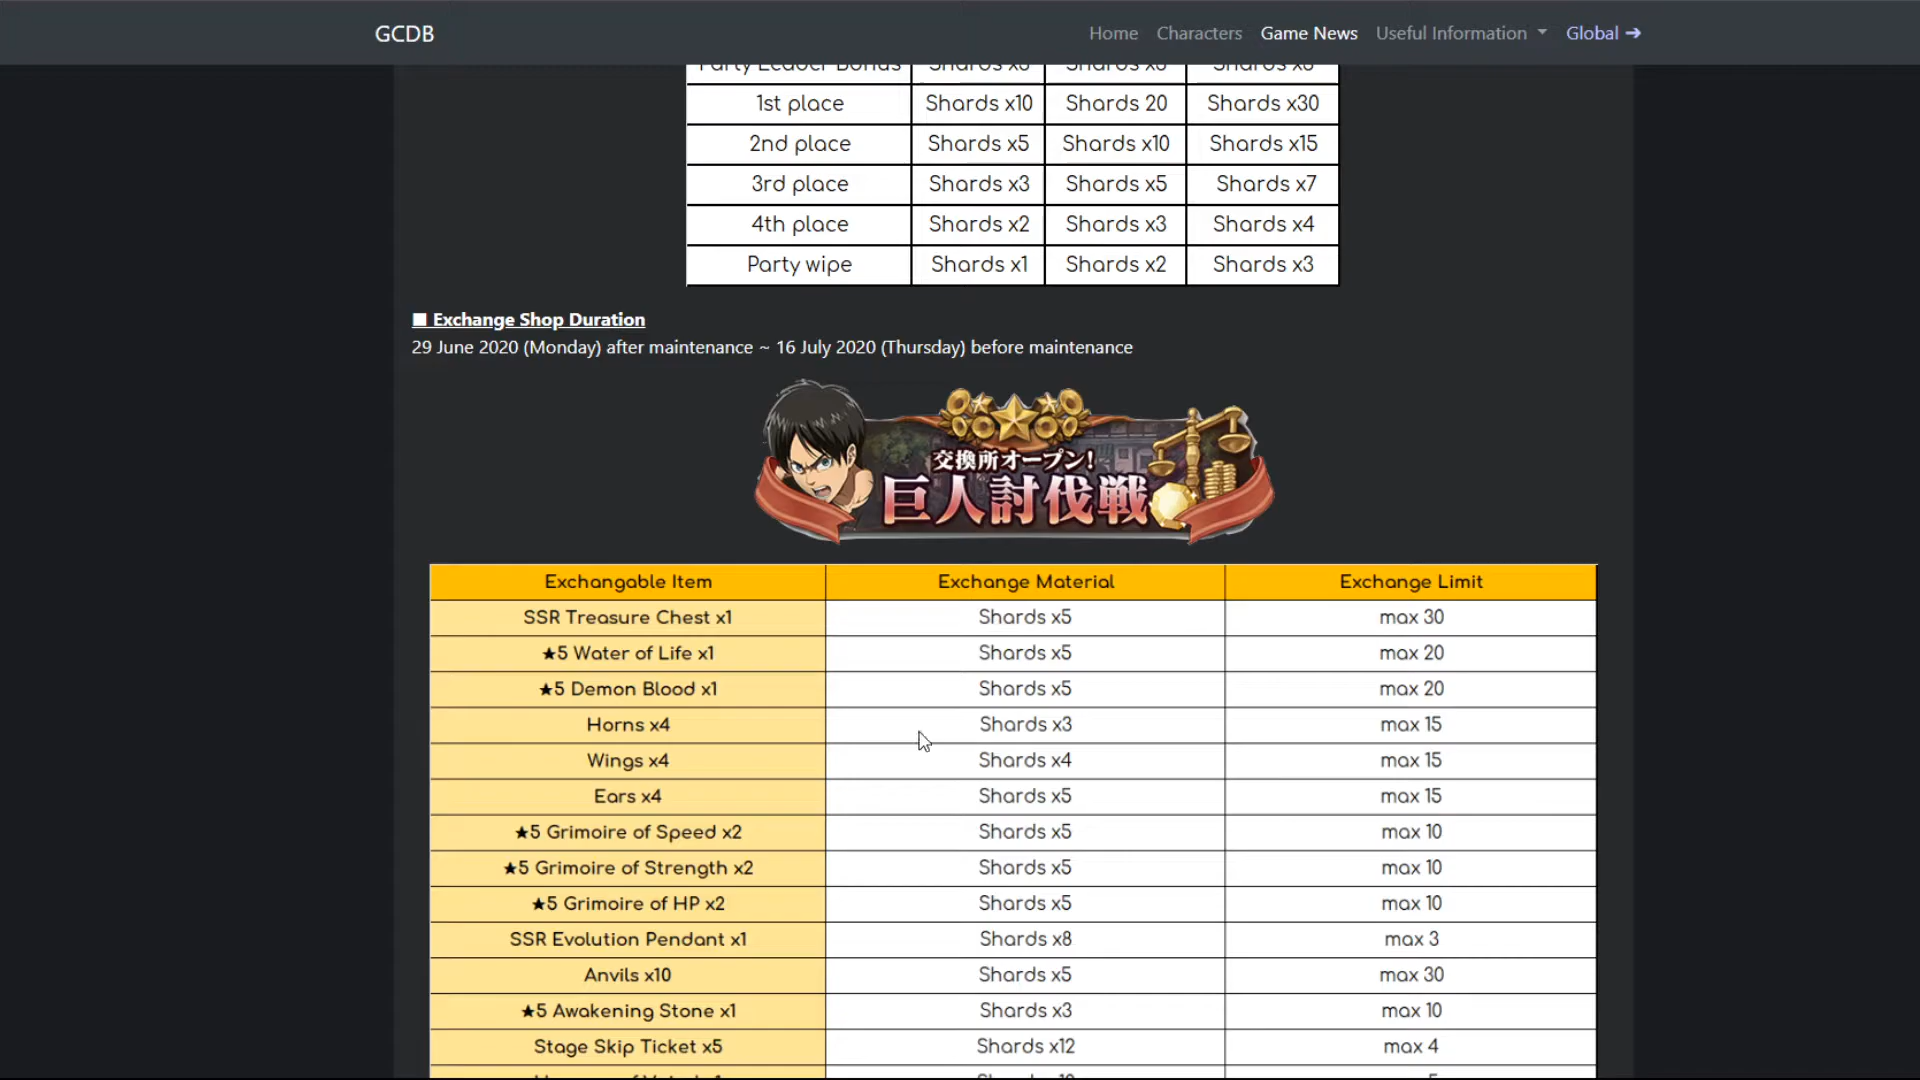 GCDB
Home Characters Game News Useful Information Global ➔
Party Leader Bonus Shards x3 Shards x3 Shards x3
1st place Shards x10 Shards 20 Shards x30
2nd place Shards x5 Shards x10 Shards x15
3rd place Shards x3 Shards x5 Shards x7
4th place Shards x2 Shards x3 Shards x4
Party wipe Shards x1 Shards x2 Shards x3
■ Exchange Shop Duration
29 June 2020 (Monday) after maintenance ~ 16 July 2020 (Thursday) before maintenance
交換所オープン!
巨人討伐戦
Exchangable Item Exchange Material Exchange Limit
SSR Treasure Chest x1 Shards x5 max 30
★5 Water of Life x1 Shards x5 max 20
★5 Demon Blood x1 Shards x5 max 20
Horns x4 Shards x3 max 15
Wings x4 Shards x4 max 15
Ears x4 Shards x5 max 15
★5 Grimoire of Speed x2 Shards x5 max 10
★5 Grimoire of Strength x2 Shards x5 max 10
★5 Grimoire of HP x2 Shards x5 max 10
SSR Evolution Pendant x1 Shards x8 max 3
Anvils x10 Shards x5 max 30
★5 Awakening Stone x1 Shards x3 max 10
Stage Skip Ticket x5 Shards x12 max 4